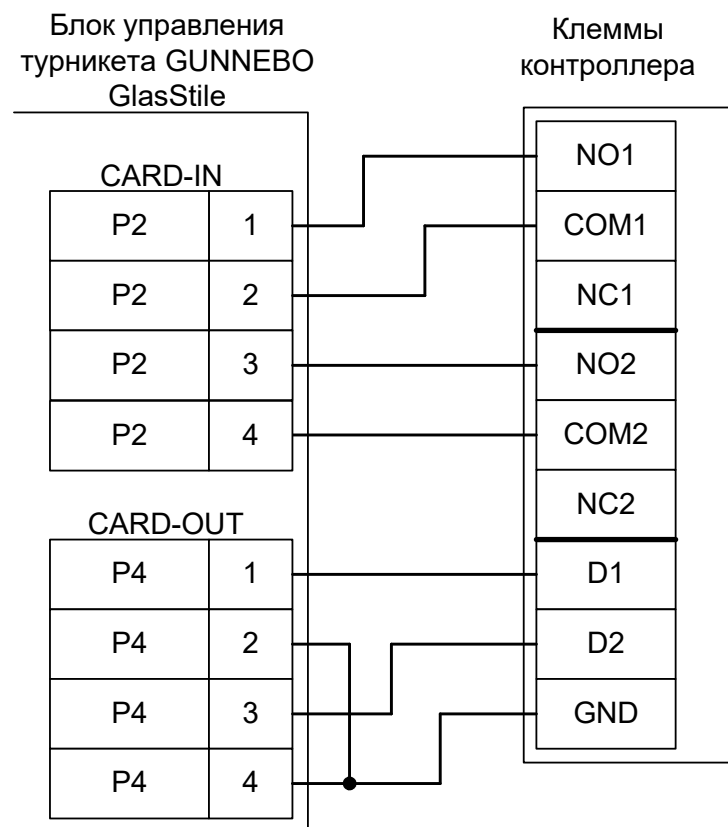 Блок управления
турникета GUNNEBO
GlasStile
Клеммы
контроллера
CARD-IN
P2 1
P2 2
P2 3
P2 4
CARD-OUT
P4 1
P4 2
P4 3
P4 4
NO1
COM1
NC1
NO2
COM2
NC2
D1
D2
GND